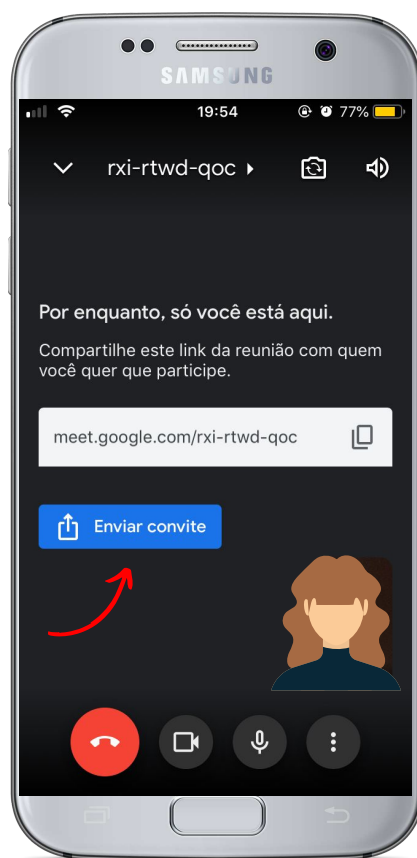 SAMSUNG
19:54 77%
rxi-rtwd-qoc
Por enquanto, só você está aqui.
Compartilhe este link da reunião com quem
você quer que participe.
meet.google.com/rxi-rtwd-qoc
Enviar convite